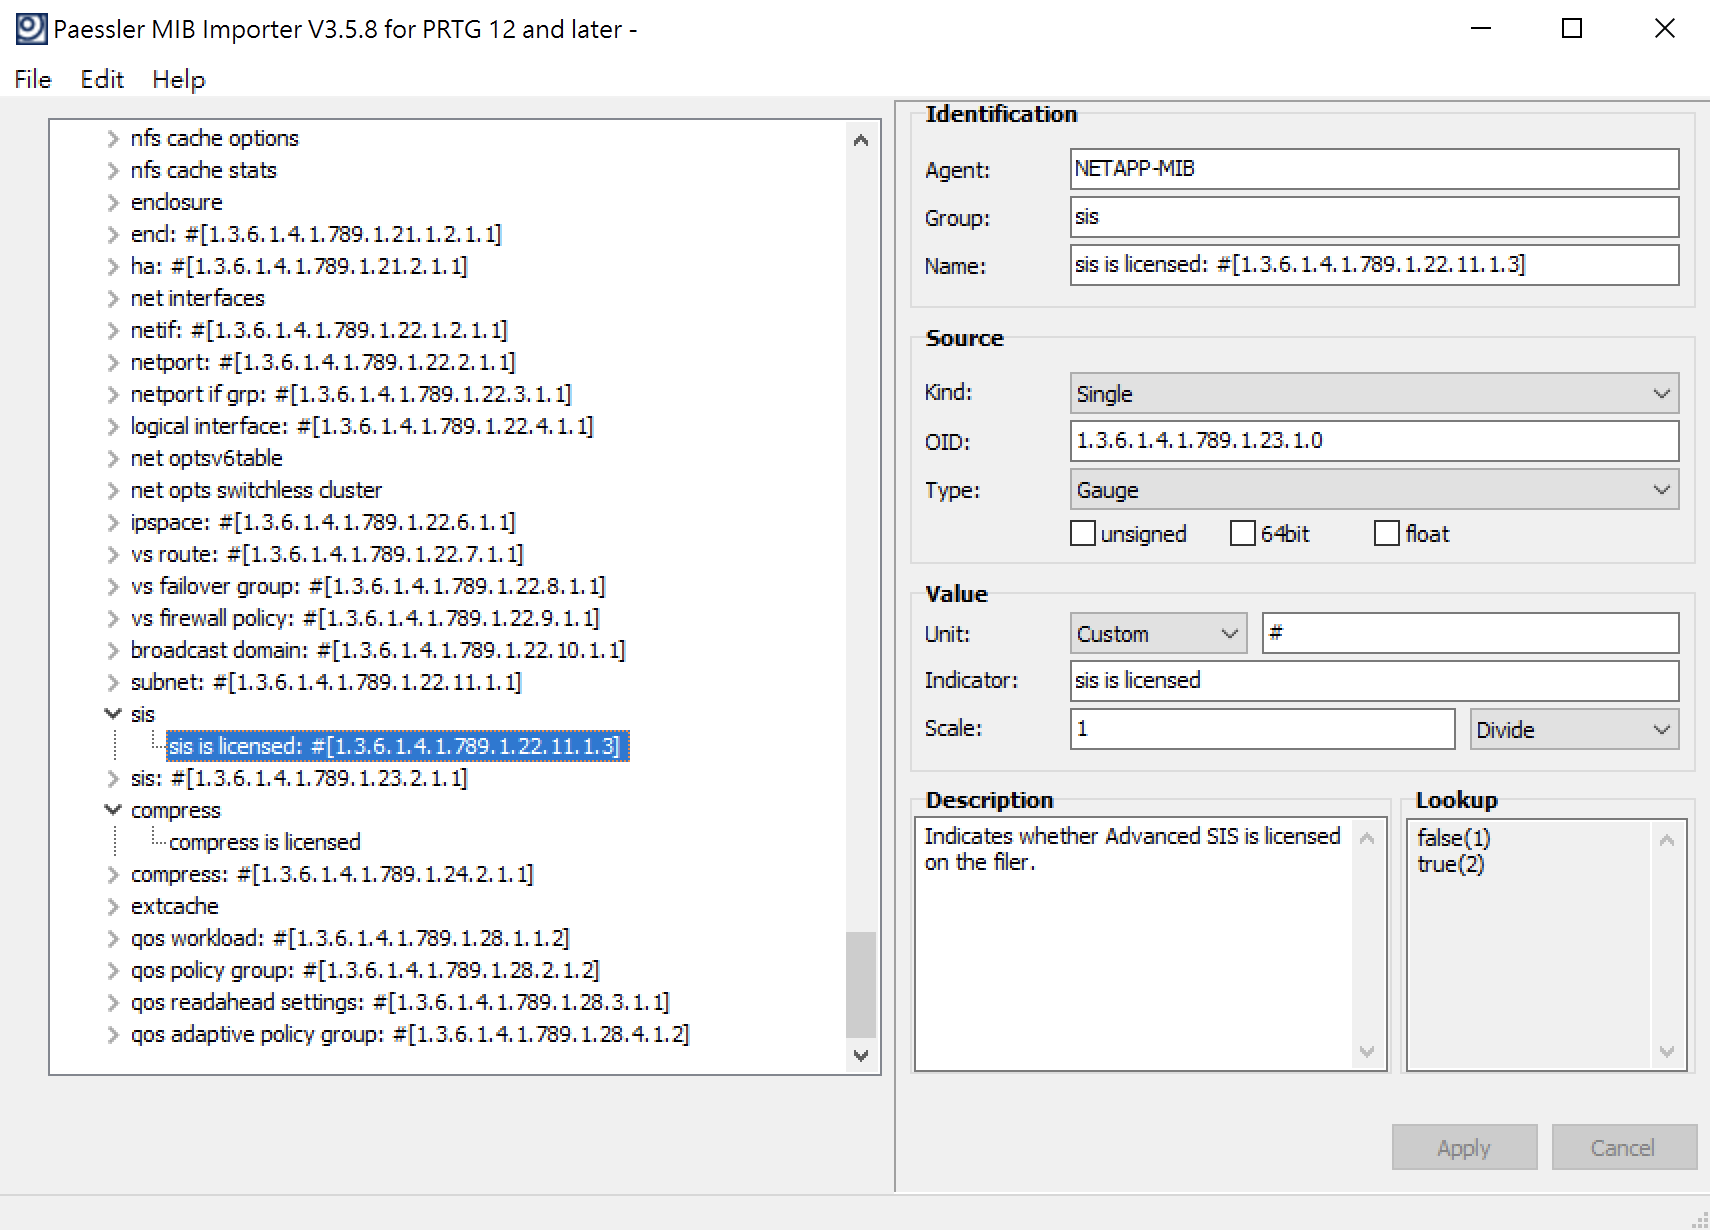 Paessler MIB Importer V3.5.8 for PRTG 12 and later -
File Edit Help
nfs cache options
nfs cache stats
enclosure
encl: #[1.3.6.1.4.1.789.1.21.1.2.1.1]
ha: #[1.3.6.1.4.1.789.1.21.2.1.1]
net interfaces
netif: #[1.3.6.1.4.1.789.1.22.1.2.1.1]
netport: #[1.3.6.1.4.1.789.1.22.2.1.1]
netport if grp: #[1.3.6.1.4.1.789.1.22.3.1.1]
logical interface: #[1.3.6.1.4.1.789.1.22.4.1.1]
net optsv6table
net opts switchless cluster
ipspace: #[1.3.6.1.4.1.789.1.22.6.1.1]
vs route: #[1.3.6.1.4.1.789.1.22.7.1.1]
vs failover group: #[1.3.6.1.4.1.789.1.22.8.1.1]
vs firewall policy: #[1.3.6.1.4.1.789.1.22.9.1.1]
broadcast domain: #[1.3.6.1.4.1.789.1.22.10.1.1]
subnet: #[1.3.6.1.4.1.789.1.22.11.1.1]
sis
sis is licensed: #[1.3.6.1.4.1.789.1.22.11.1.3]
sis: #[1.3.6.1.4.1.789.1.23.2.1.1]
compress
compress is licensed
compress: #[1.3.6.1.4.1.789.1.24.2.1.1]
extcache
qos workload: #[1.3.6.1.4.1.789.1.28.1.1.2]
qos policy group: #[1.3.6.1.4.1.789.1.28.2.1.2]
qos readahead settings: #[1.3.6.1.4.1.789.1.28.3.1.1]
qos adaptive policy group: #[1.3.6.1.4.1.789.1.28.4.1.2]
Identification
Agent: NETAPP-MIB
Group: sis
Name: sis is licensed: #[1.3.6.1.4.1.789.1.22.11.1.3]
Source
Kind: Single
OID: 1.3.6.1.4.1.789.1.23.1.0
Type: Gauge
unsigned 64bit float
Value
Unit: Custom #
Indicator: sis is licensed
Scale: 1 Divide
Description
Indicates whether Advanced SIS is licensed
on the filer.
Lookup
false(1)
true(2)
Apply Cancel